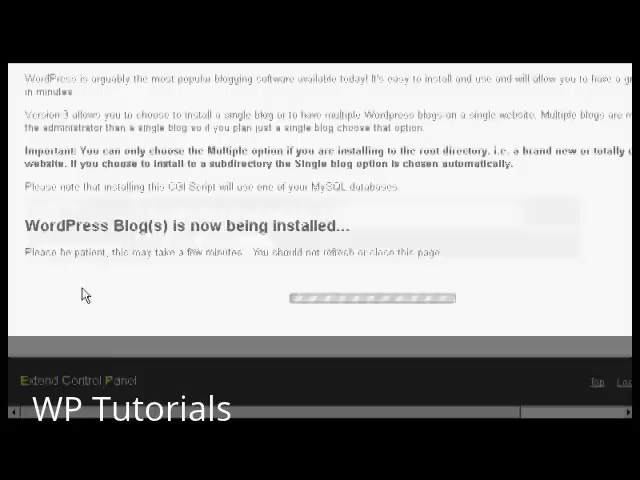 WordPress is arguably the most popular blogging software available today! It's easy to install and use and will allow you to have a
in minutes
Version 3 allows you to choose to install a single blog or to have multiple Wordpress blogs on a single website. Multiple blogs are
the administrator than a single blog so if you plan just a single blog choose that option.
Important: You can only choose the Multiple option if you are installing to the root directory. i.e. a brand new or totally
website. If you choose to install to a subdirectory the Single blog option is chosen automatically.
Please note that installing this CGI Script will use one of your MySQL databases.
WordPress Blog(s) is now being installed...
Please be patient, this may take a few minutes. You should not refresh or close this page
Extend Control Panel
Top
WP Tutorials